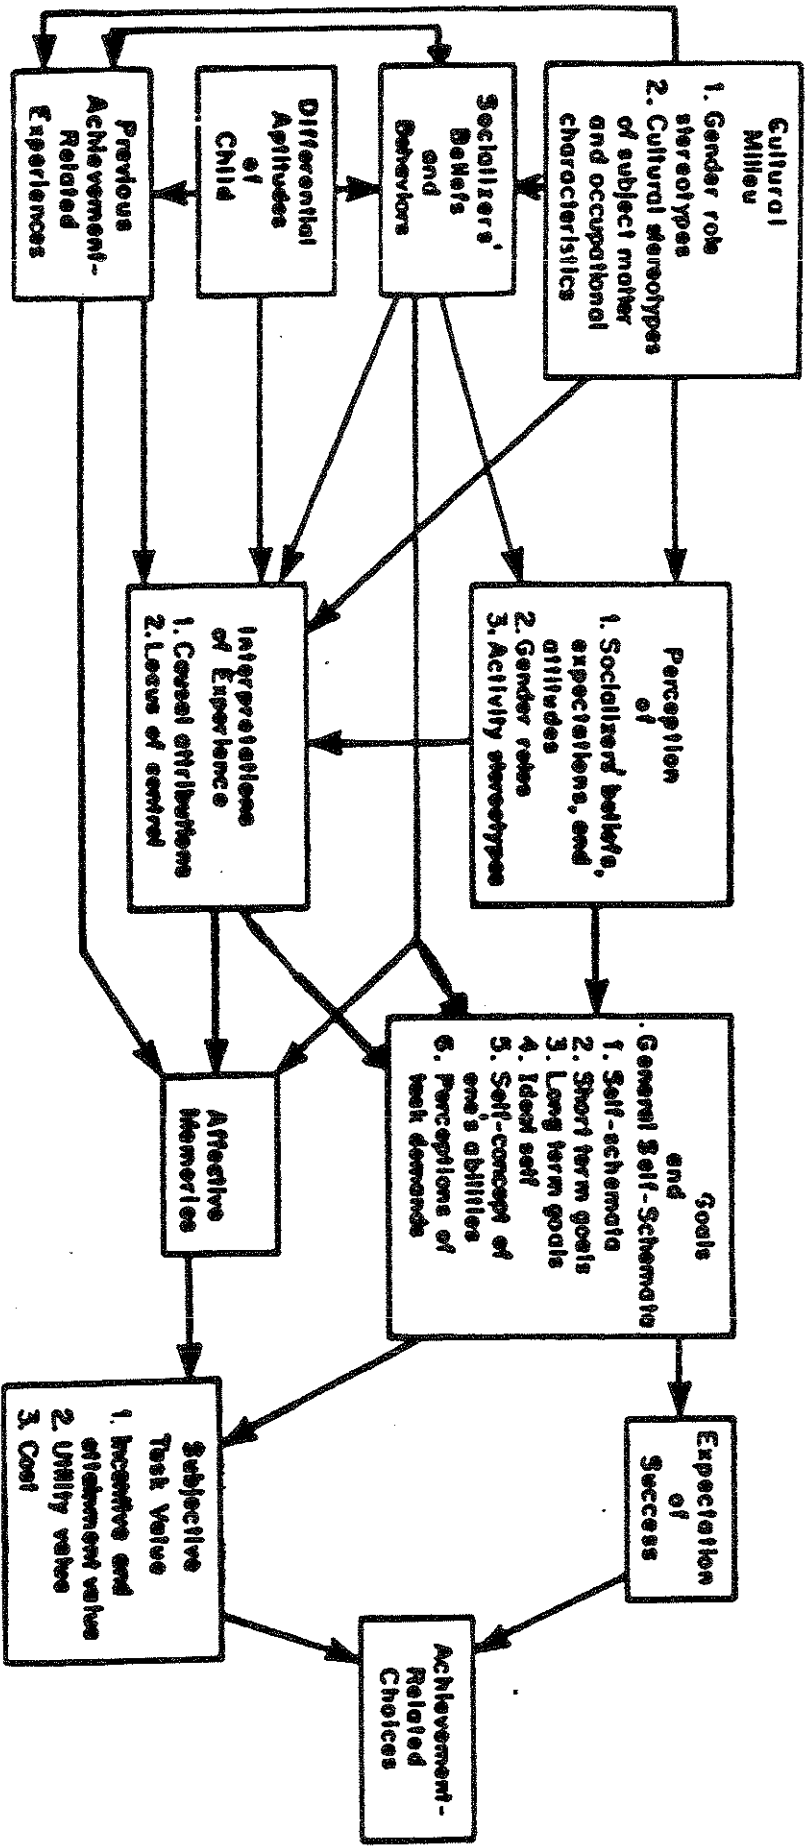 Cultural
Milieu
1. Gender role
stereotypes
2. Cultural stereotypes
of subject matter
and occupational
characteristics
Socializers'
Beliefs
and
Behaviors
Differential
Aptitudes
of
Child
Previous
Achievement-
Related
Experiences
Perception
of
1. Socializers' beliefs,
expectations, and
attitudes
2. Gender roles
3. Activity stereotypes
Interpretations
of Experience
1. Causal attributions
2. Locus of control
Goals
and
General Self-Schemata
1. Self-schemata
2. Short term goals
3. Long term goals
4. Ideal self
5. Self-concept of
one's abilities
6. Perceptions of
task demands
Affective
Memories
Expectation
of
Success
Subjective
Task Value
1. Incentive and
attainment value
2. Utility value
3. Cost
Achievement-
Related
Choices